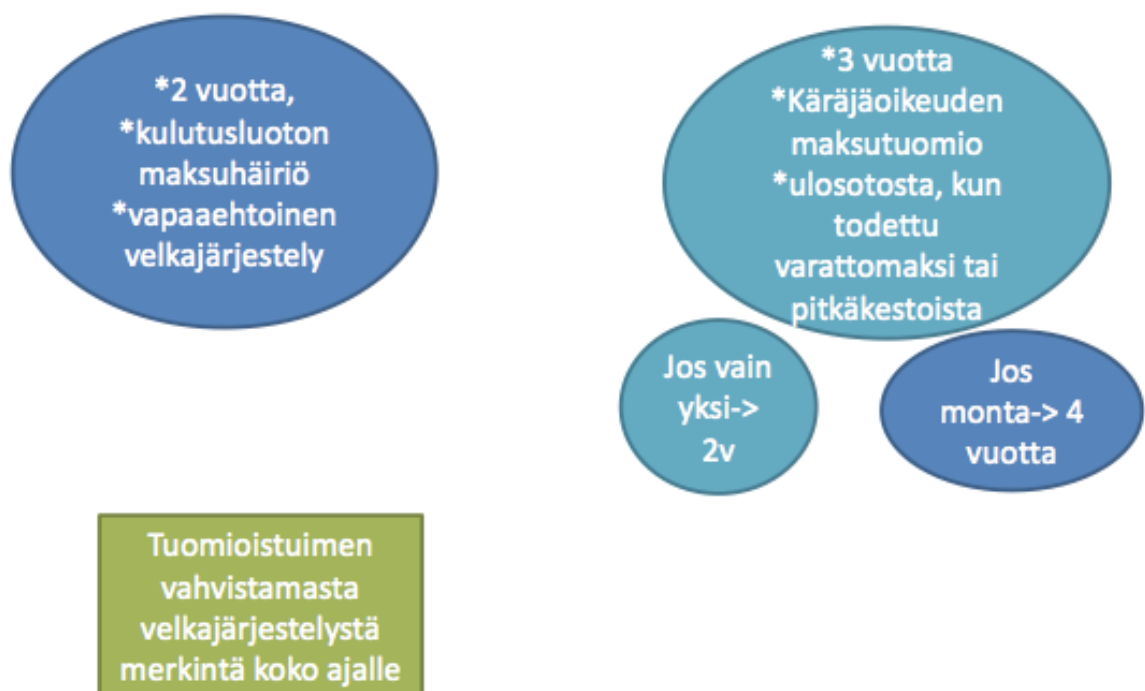 *2 vuotta,
*kulutusluoton
maksuhäiriö
*vapaaehtoinen
velkajärjestely
*3 vuotta
*Käräjäoikeuden
maksutuomio
*ulosotosta, kun
todettu
varattomaksi tai
pitkäkestoista
Jos vain
yksi->
2v
Jos
monta-> 4
vuotta
Tuomioistuimen
vahvistamasta
velkajärjestelystä
merkintä koko ajalle